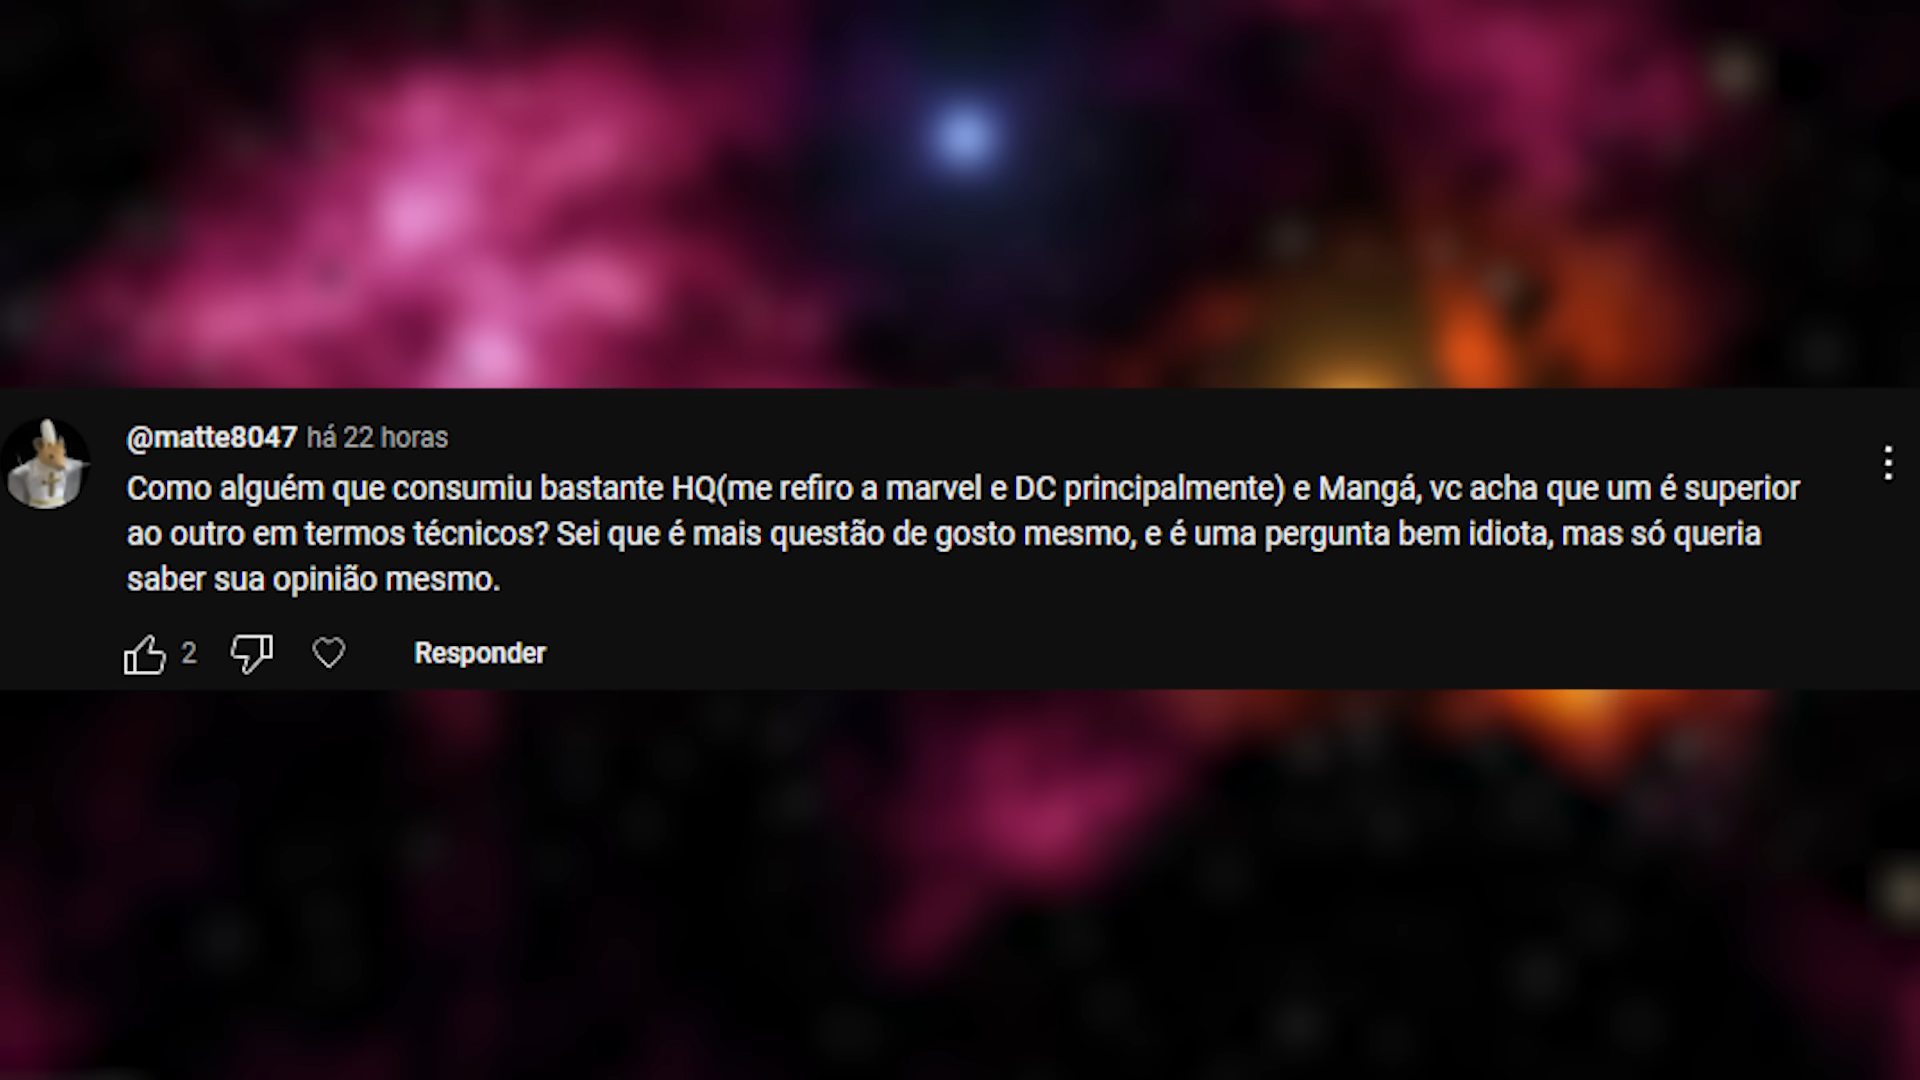 @matte8047 há 22 horas
Como alguém que consumiu bastante HQ(me refiro a marvel e DC principalmente) e Mangá, vc acha que um é superior
ao outro em termos técnicos? Sei que é mais questão de gosto mesmo, e é uma pergunta bem idiota, mas só queria
saber sua opinião mesmo.
2 Responder